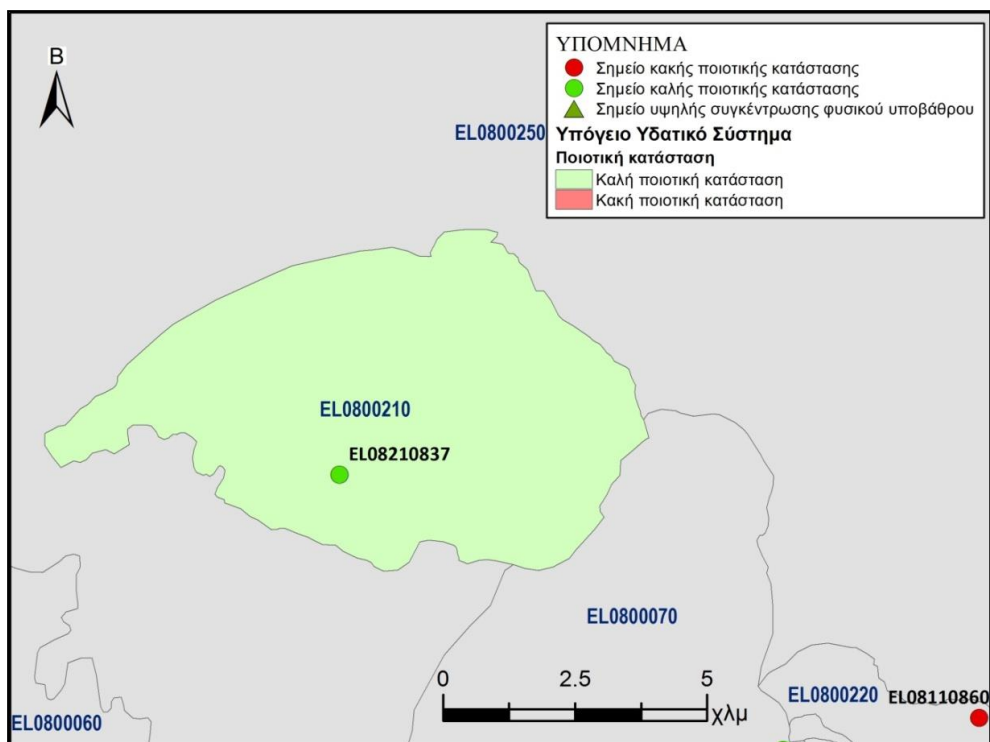 B
ΥΠΟΜΝΗΜΑ
Σημείο κακής ποιοτικής κατάστασης
Σημείο καλής ποιοτικής κατάστασης
Σημείο υψηλής συγκέντρωσης φυσικού υποβάθρου
Υπόγειο Υδατικό Σύστημα
Ποιοτική κατάσταση
Καλή ποιοτική κατάσταση
Κακή ποιοτική κατάσταση
EL0800250
EL0800210
EL08210837
EL0800070
0 2.5 5
χλμ
EL0800220
EL08110860
EL0800060